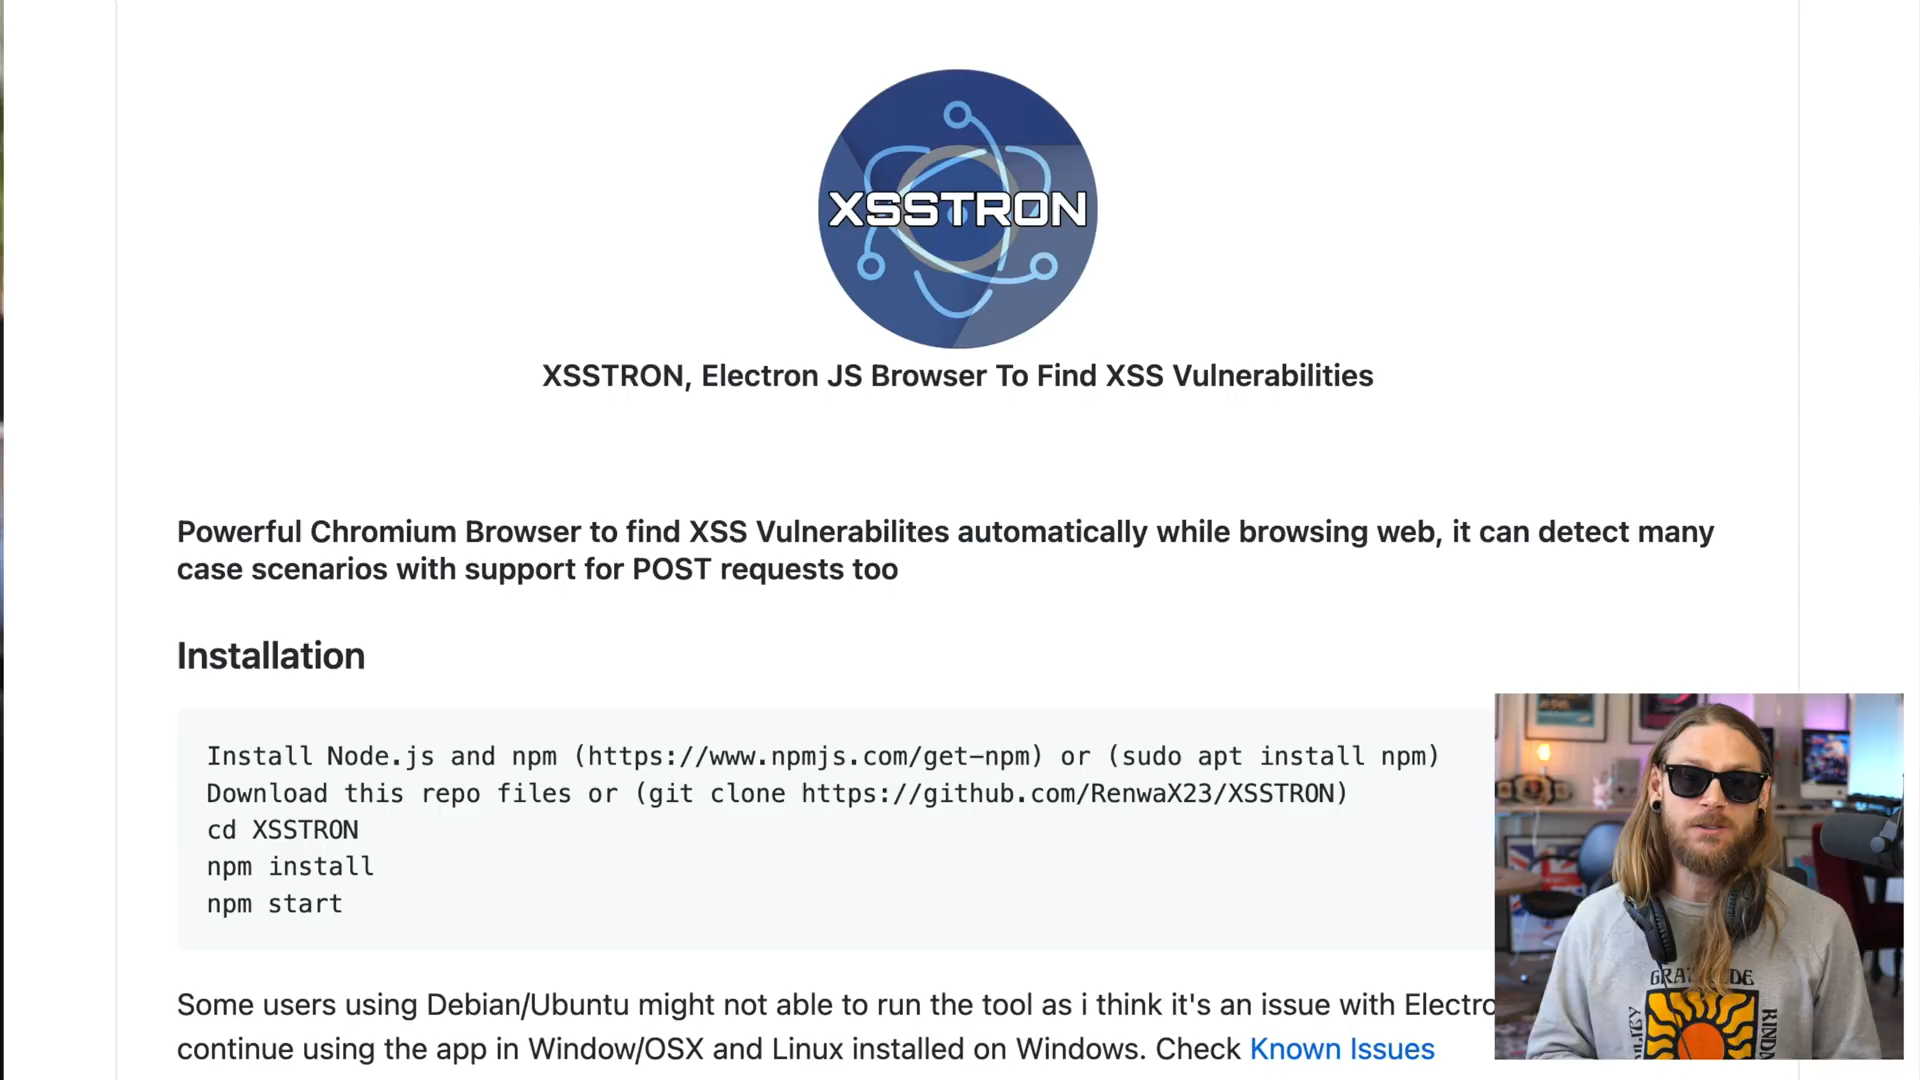 XSSTRON
XSSTRON, Electron JS Browser To Find XSS Vulnerabilities
Powerful Chromium Browser to find XSS Vulnerabilites automatically while browsing web, it can detect many
case scenarios with support for POST requests too
Installation
Install Node.js and npm (https://www.npmjs.com/get-npm) or (sudo apt install npm)
Download this repo files or (git clone https://github.com/RenwaX23/XSSTRON)
cd XSSTRON
npm install
npm start
Some users using Debian/Ubuntu might not able to run the tool as i think it's an issue with Electro
continue using the app in Window/OSX and Linux installed on Windows. Check Known Issues